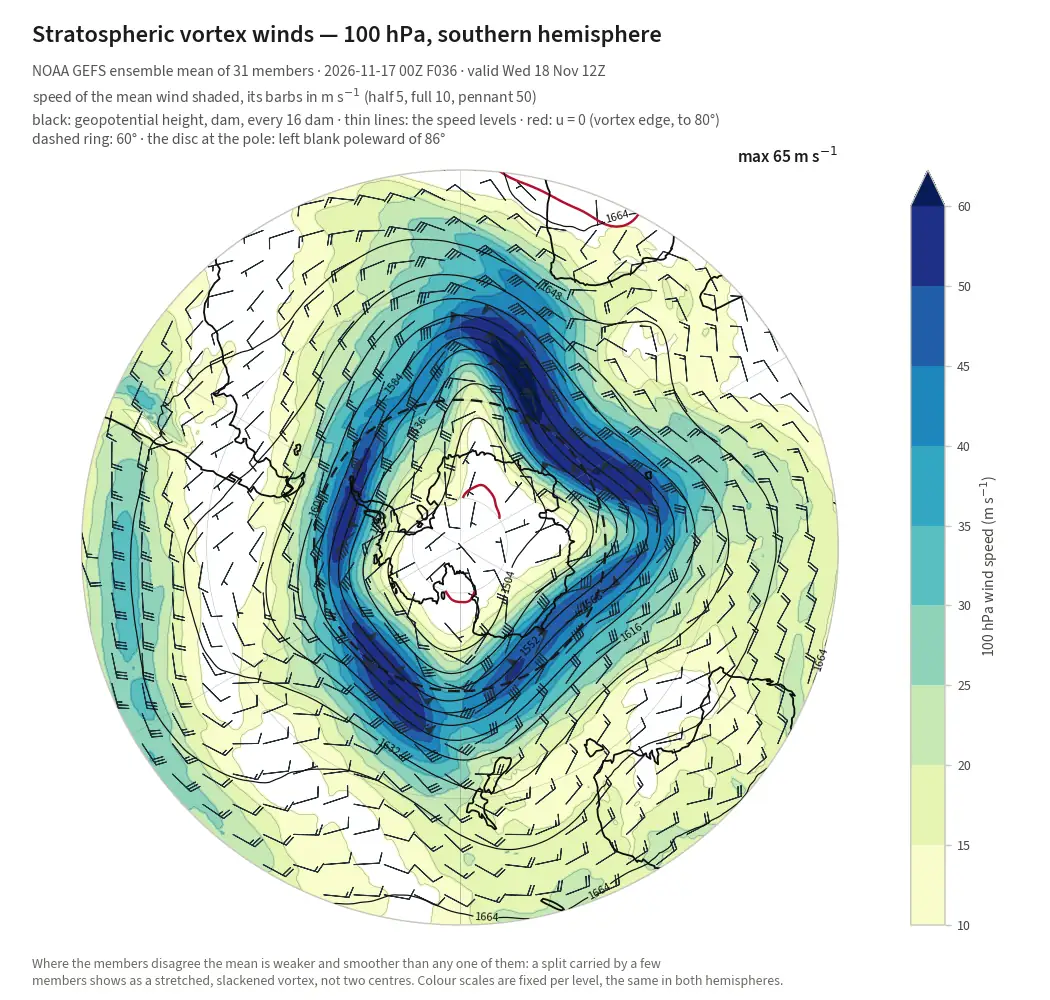 Stratospheric vortex winds — 100 hPa, southern hemisphere
NOAA GEFS ensemble mean of 31 members · 2026-11-17 00Z F036 · valid Wed 18 Nov 12Z
speed of the mean wind shaded, its barbs in m s⁻¹ (half 5, full 10, pennant 50)
black: geopotential height, dam, every 16 dam · thin lines: the speed levels · red: u = 0 (vortex edge, to 80°)
dashed ring: 60° · the disc at the pole: left blank poleward of 86°
max 65 m s⁻¹
1664
1648
1584
1536
1504
1568
1552
1616
1632
1664
1664
1664
60
50
45
40
35
30
25
20
15
10
100 hPa wind speed (m s⁻¹)
Where the members disagree the mean is weaker and smoother than any one of them: a split carried by a few
members shows as a stretched, slackened vortex, not two centres. Colour scales are fixed per level, the same in both hemispheres.